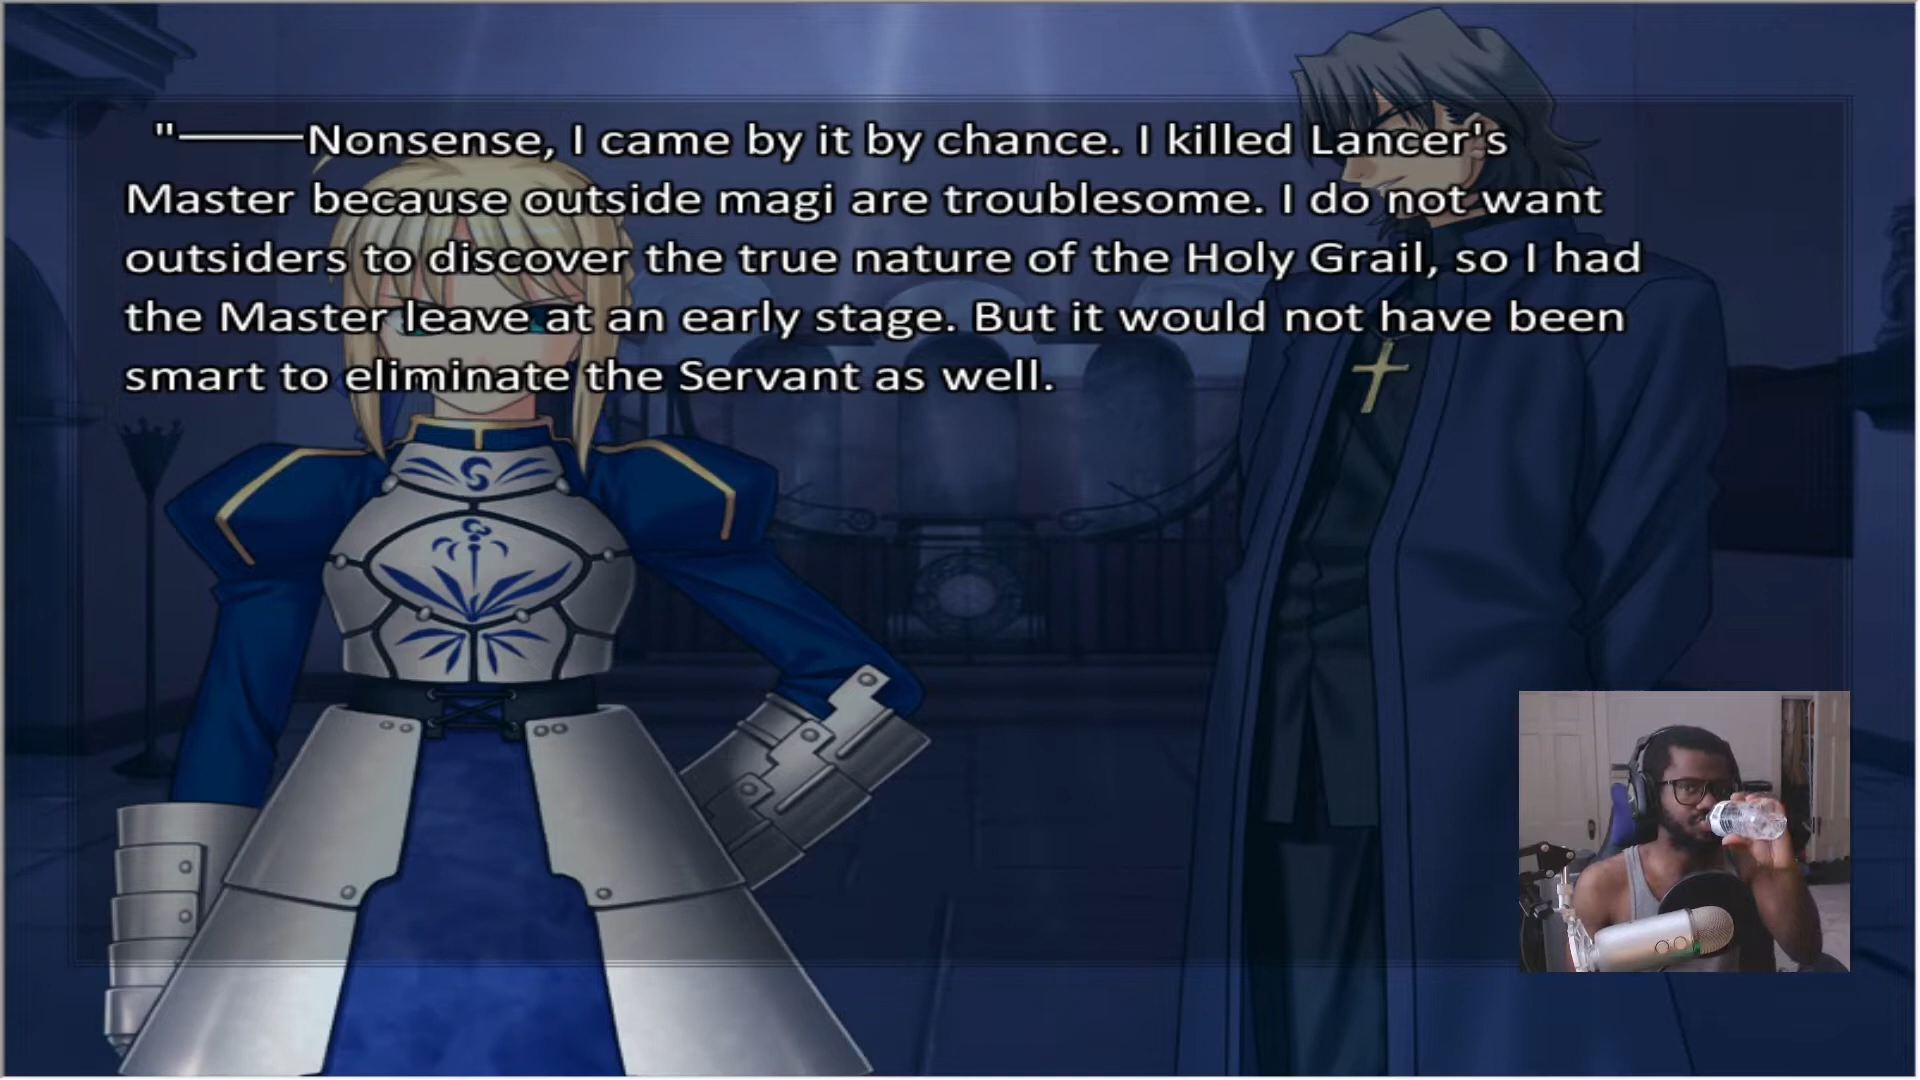 "———Nonsense, I came by it by chance. I killed Lancer's
Master because outside magi are troublesome. I do not want
outsiders to discover the true nature of the Holy Grail, so I had
the Master leave at an early stage. But it would not have been
smart to eliminate the Servant as well.